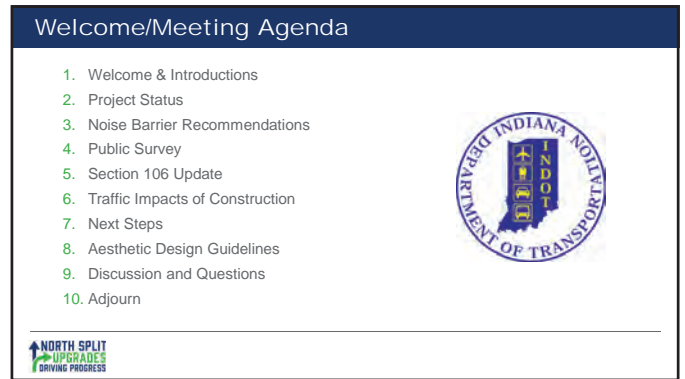 Welcome/Meeting Agenda
1. Welcome & Introductions
2. Project Status
3. Noise Barrier Recommendations
4. Public Survey
5. Section 106 Update
6. Traffic Impacts of Construction
7. Next Steps
8. Aesthetic Design Guidelines
9. Discussion and Questions
10. Adjourn
INDIANA
DEPARTMENT OF TRANSPORTATION
INDOT
NORTH SPLIT
UPGRADES
DRIVING PROGRESS